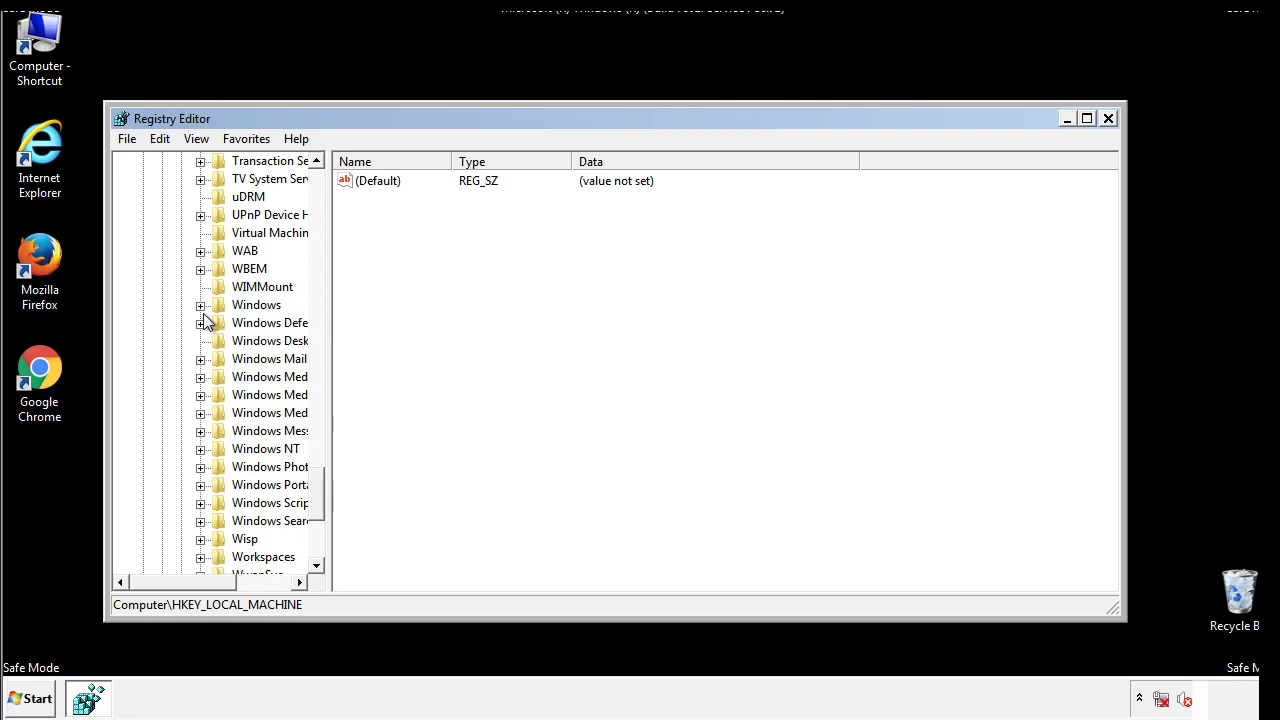 Computer -
Shortcut
Internet
Explorer
Mozilla
Firefox
Google
Chrome
Registry Editor
File Edit View Favorites Help
Transaction Se
TV System Serv
uDRM
UPnP Device H
Virtual Machin
WAB
WBEM
WIMMount
Windows
Windows Defe
Windows Desk
Windows Mail
Windows Med
Windows Med
Windows Med
Windows Mess
Windows NT
Windows Phot
Windows Porta
Windows Scrip
Windows Sear
Wisp
Workspaces
Name Type Data
(Default) REG_SZ (value not set)
Computer\HKEY_LOCAL_MACHINE
Recycle B
Safe Mode
Safe M
Start